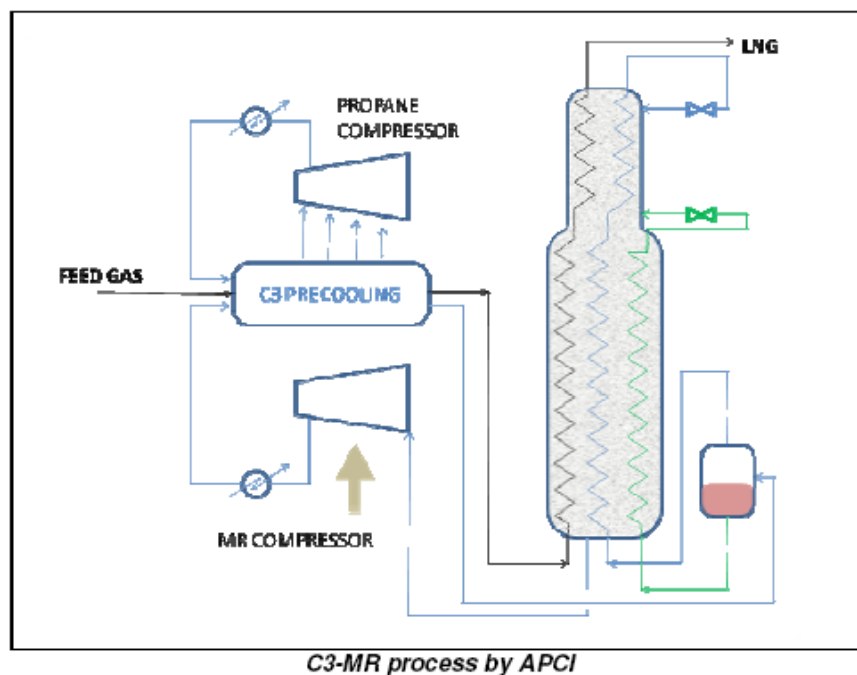 LNG
PROPANE
COMPRESSOR
FEED GAS
C3 PRECOOLING
MR COMPRESSOR
C3-MR process by APCI